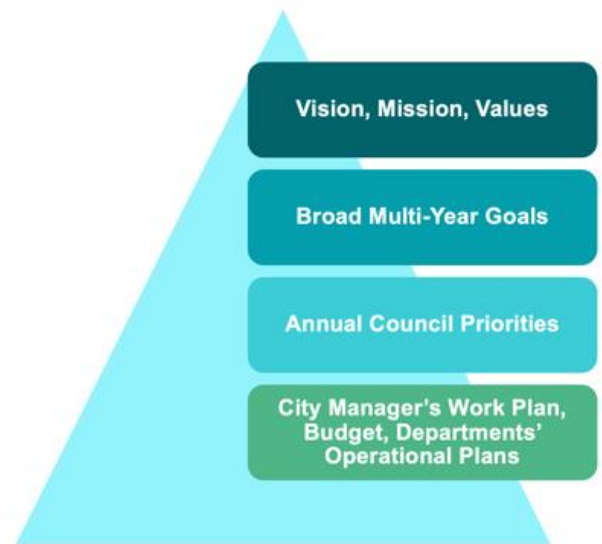 Vision, Mission, Values
Broad Multi-Year Goals
Annual Council Priorities
City Manager's Work Plan,
Budget, Departments'
Operational Plans